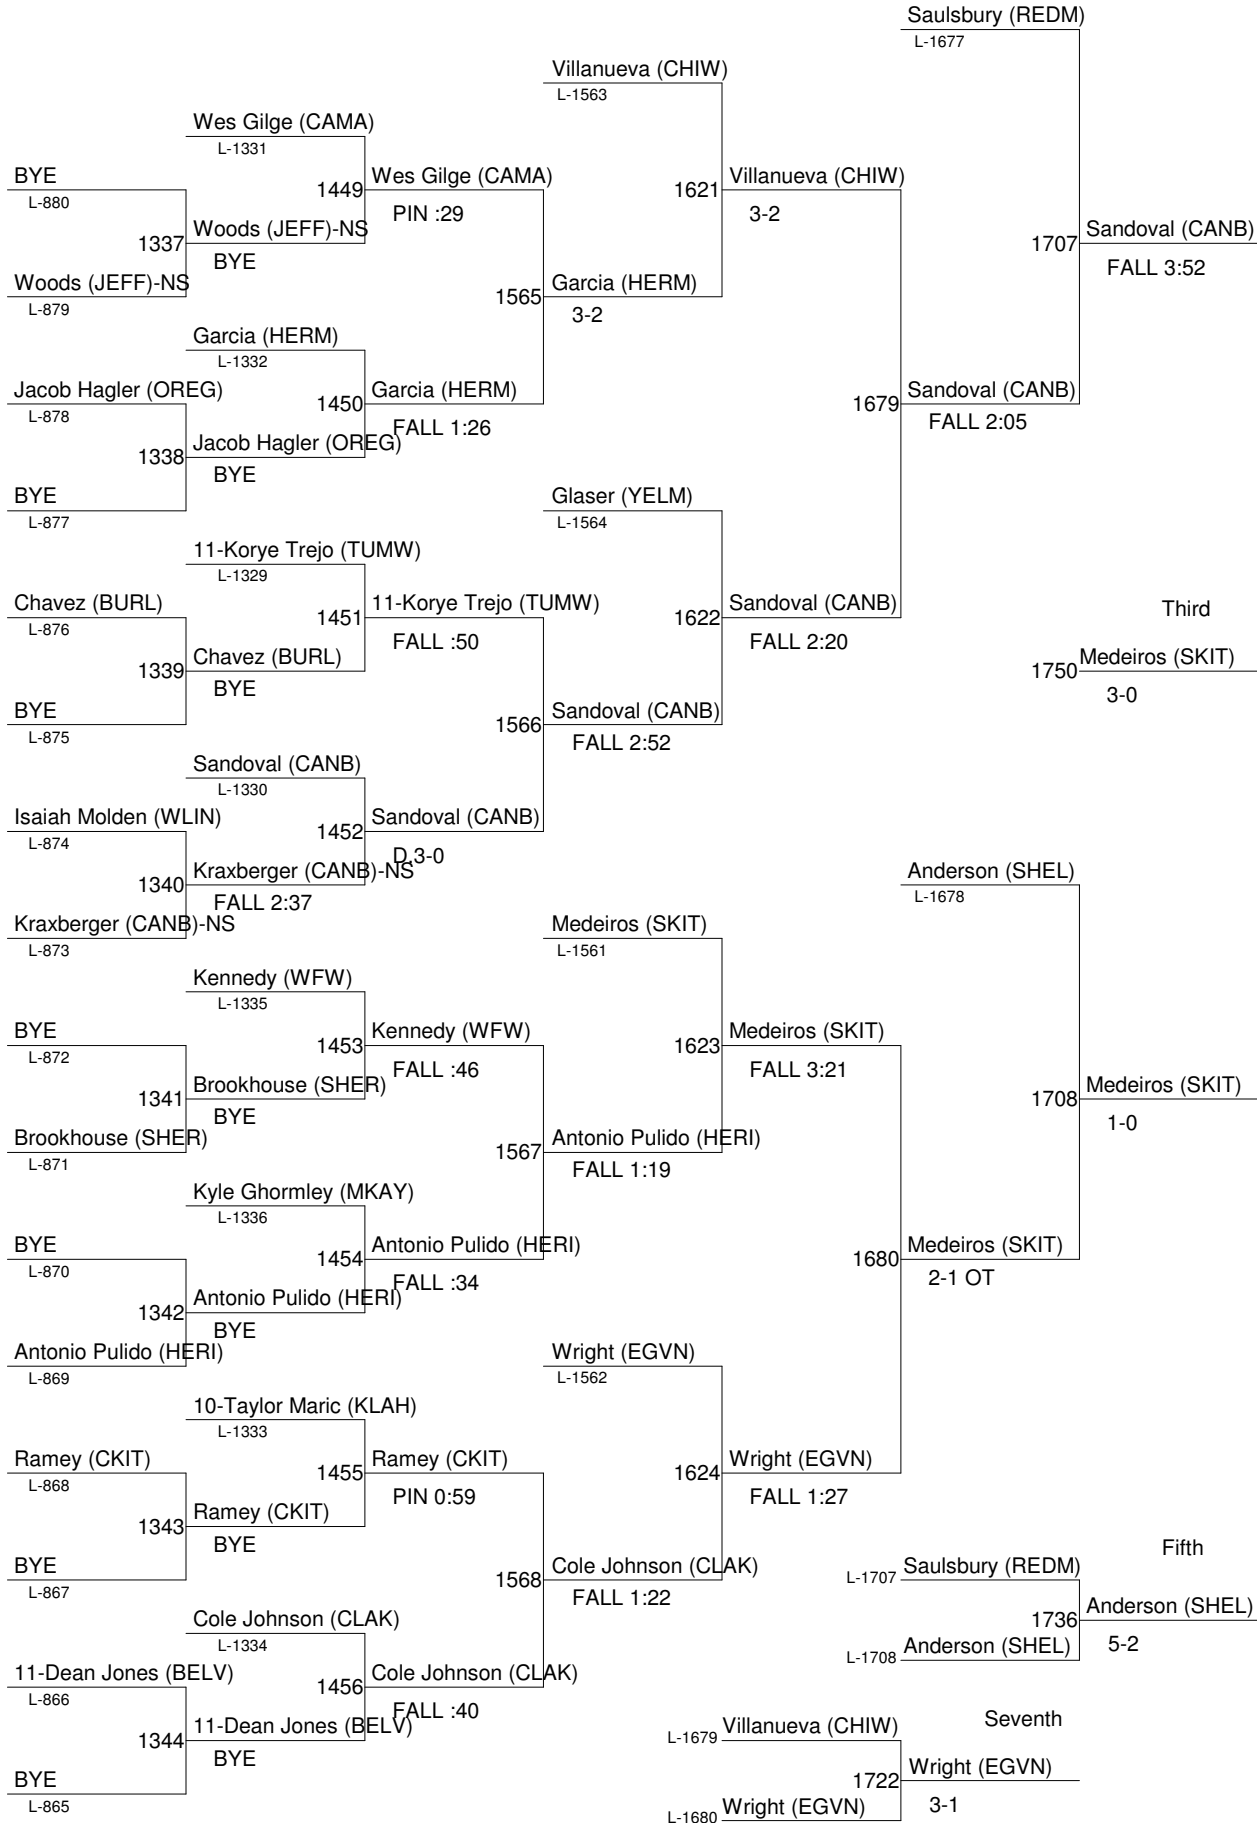 Saulsbury (REDM)
L-1677
Villanueva (CHIW)
L-1563
Wes Gilge (CAMA)
L-1331
BYE
L-880
1449
Wes Gilge (CAMA)
PIN :29
1621
Villanueva (CHIW)
3-2
1337
Woods (JEFF)-NS
BYE
1707
Sandoval (CANB)
FALL 3:52
Woods (JEFF)-NS
L-879
1565
Garcia (HERM)
3-2
Garcia (HERM)
L-1332
Jacob Hagler (OREG)
L-878
1450
Garcia (HERM)
FALL 1:26
1679
Sandoval (CANB)
FALL 2:05
1338
Jacob Hagler (OREG)
BYE
BYE
L-877
Glaser (YELM)
L-1564
11-Korye Trejo (TUMW)
L-1329
Chavez (BURL)
L-876
1451
11-Korye Trejo (TUMW)
FALL :50
1622
Sandoval (CANB)
FALL 2:20
Third
1339
Chavez (BURL)
BYE
1750
Medeiros (SKIT)
3-0
BYE
L-875
1566
Sandoval (CANB)
FALL 2:52
Sandoval (CANB)
L-1330
Isaiah Molden (WLIN)
L-874
1452
Sandoval (CANB)
D 3-0
1340
Kraxberger (CANB)-NS
FALL 2:37
Anderson (SHEL)
L-1678
Kraxberger (CANB)-NS
L-873
Medeiros (SKIT)
L-1561
Kennedy (WFW)
L-1335
BYE
L-872
1453
Kennedy (WFW)
FALL :46
1623
Medeiros (SKIT)
FALL 3:21
1341
Brookhouse (SHER)
BYE
1708
Medeiros (SKIT)
1-0
Brookhouse (SHER)
L-871
1567
Antonio Pulido (HERI)
FALL 1:19
Kyle Ghormley (MKAY)
L-1336
BYE
L-870
1454
Antonio Pulido (HERI)
FALL :34
1680
Medeiros (SKIT)
2-1 OT
1342
Antonio Pulido (HERI)
BYE
Antonio Pulido (HERI)
L-869
Wright (EGVN)
L-1562
10-Taylor Maric (KLAH)
L-1333
Ramey (CKIT)
L-868
1455
Ramey (CKIT)
PIN 0:59
1624
Wright (EGVN)
FALL 1:27
1343
Ramey (CKIT)
BYE
Fifth
BYE
L-867
1568
Cole Johnson (CLAK)
FALL 1:22
L-1707
Saulsbury (REDM)
1736
Anderson (SHEL)
5-2
Cole Johnson (CLAK)
L-1334
L-1708
Anderson (SHEL)
11-Dean Jones (BELV)
L-866
1456
Cole Johnson (CLAK)
FALL :40
1344
11-Dean Jones (BELV)
BYE
L-1679
Villanueva (CHIW)
Seventh
1722
Wright (EGVN)
3-1
BYE
L-865
L-1680
Wright (EGVN)